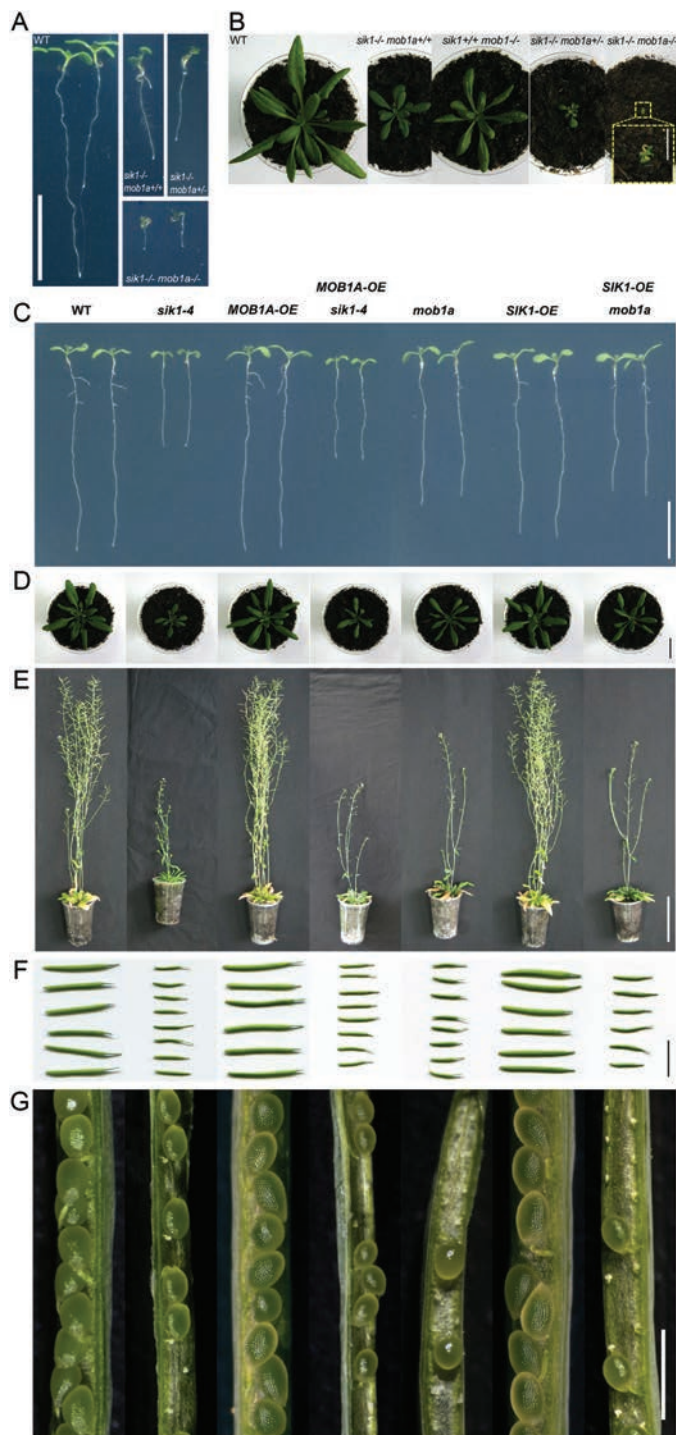 A
WT
sik1-/-
mob1a+/+
sik1-/-
mob1a+/-
sik1-/- mob1a-/-
B
WT
sik1-/- mob1a+/+
sik1+/+ mob1-/-
sik1-/- mob1a+/-
sik1-/- mob1a-/-
C
WT
sik1-4
MOB1A-OE
MOB1A-OE
sik1-4
mob1a
SIK1-OE
SIK1-OE
mob1a
D
E
F
G